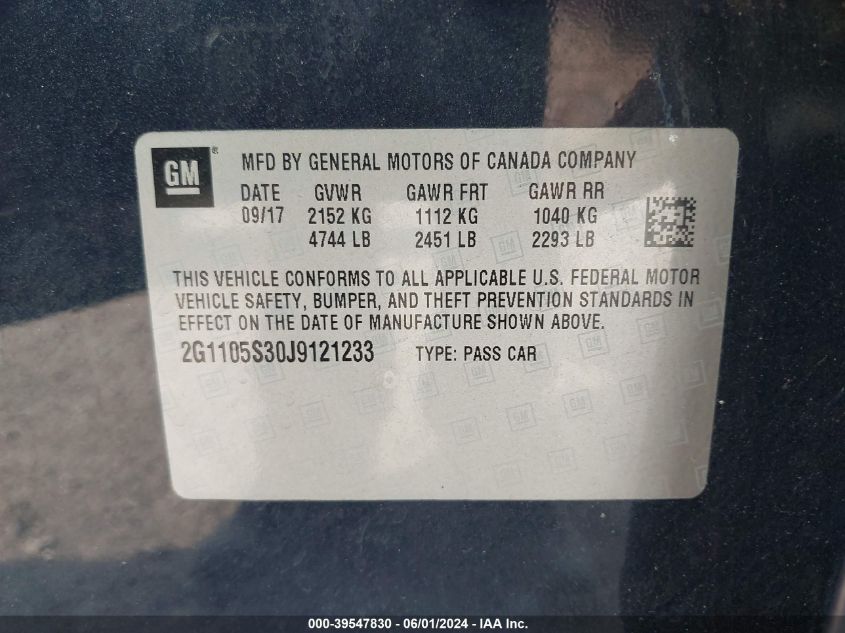 GM ®
MFD BY GENERAL MOTORS OF CANADA COMPANY
DATE GVWR GAWR FRT GAWR RR
09/17 2152 KG 1112 KG 1040 KG
4744 LB 2451 LB 2293 LB
THIS VEHICLE CONFORMS TO ALL APPLICABLE U.S. FEDERAL MOTOR
VEHICLE SAFETY, BUMPER, AND THEFT PREVENTION STANDARDS IN
EFFECT ON THE DATE OF MANUFACTURE SHOWN ABOVE.
2G1105S30J9121233 TYPE: PASS CAR
000-39547830 - 06/01/2024 - IAA Inc.